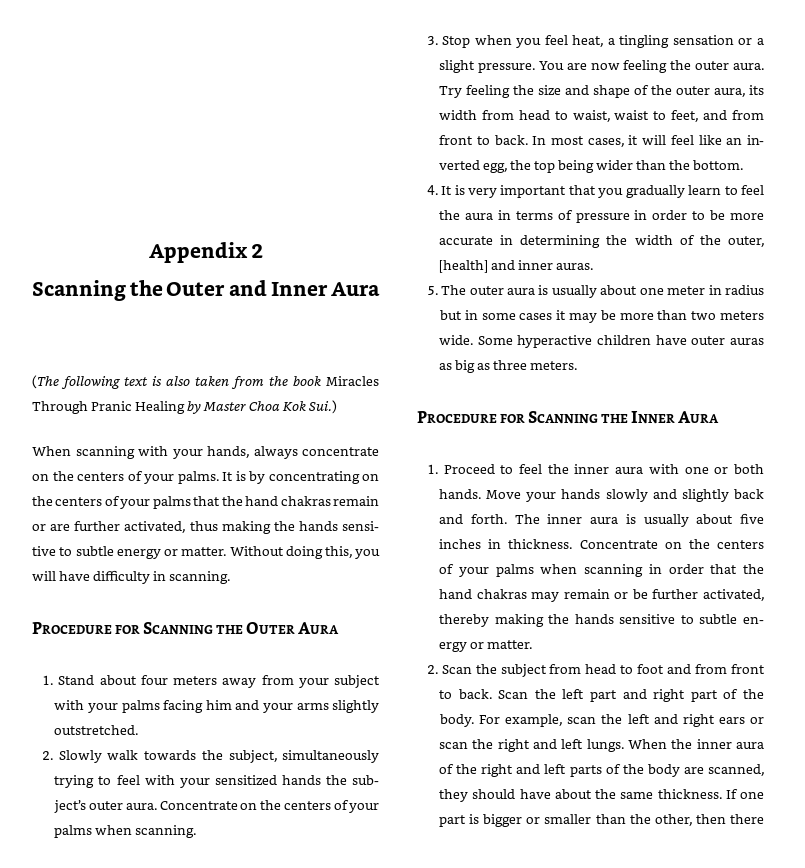 Appendix 2
Scanning the Outer and Inner Aura
(The following text is also taken from the book Miracles
Through Pranic Healing by Master Choa Kok Sui.)
When scanning with your hands, always concentrate
on the centers of your palms. It is by concentrating on
the centers of your palms that the hand chakras remain
or are further activated, thus making the hands sensi-
tive to subtle energy or matter. Without doing this, you
will have difficulty in scanning.
Procedure for Scanning the Outer Aura
1. Stand about four meters away from your subject
with your palms facing him and your arms slightly
outstretched.
2. Slowly walk towards the subject, simultaneously
trying to feel with your sensitized hands the sub-
ject's outer aura. Concentrate on the centers of your
palms when scanning.
3. Stop when you feel heat, a tingling sensation or a
slight pressure. You are now feeling the outer aura.
Try feeling the size and shape of the outer aura, its
width from head to waist, waist to feet, and from
front to back. In most cases, it will feel like an in-
verted egg, the top being wider than the bottom.
4. It is very important that you gradually learn to feel
the aura in terms of pressure in order to be more
accurate in determining the width of the outer,
[health] and inner auras.
5. The outer aura is usually about one meter in radius
but in some cases it may be more than two meters
wide. Some hyperactive children have outer auras
as big as three meters.
Procedure for Scanning the Inner Aura
1. Proceed to feel the inner aura with one or both
hands. Move your hands slowly and slightly back
and forth. The inner aura is usually about five
inches in thickness. Concentrate on the centers
of your palms when scanning in order that the
hand chakras may remain or be further activated,
thereby making the hands sensitive to subtle en-
ergy or matter.
2. Scan the subject from head to foot and from front
to back. Scan the left part and right part of the
body. For example, scan the left and right ears or
scan the right and left lungs. When the inner aura
of the right and left parts of the body are scanned,
they should have about the same thickness. If one
part is bigger or smaller than the other, then there